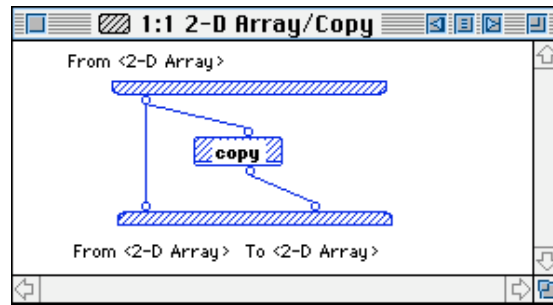 1:1 2-D Array/Copy
From <2-D Array>
copy
From <2-D Array> To <2-D Array>